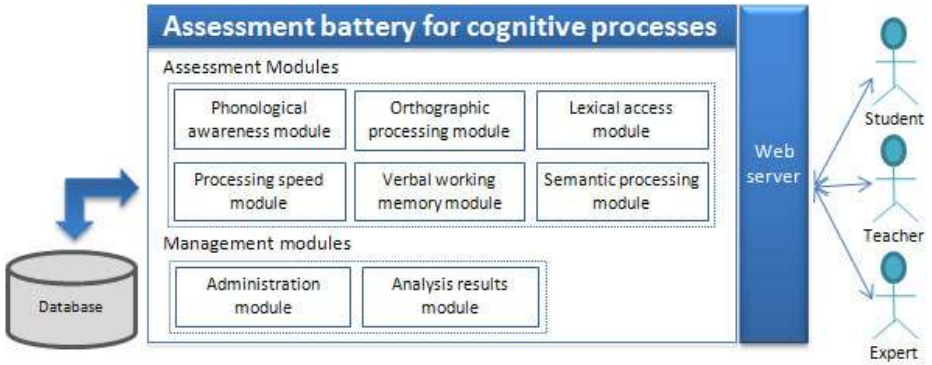 Assessment battery for cognitive processes
Assessment Modules
Phonological
awareness module
Orthographic
processing module
Lexical access
module
Processing speed
module
Verbal working
memory module
Semantic processing
module
Management modules
Administration
module
Analysis results
module
Database
Web
server
Student
Teacher
Expert